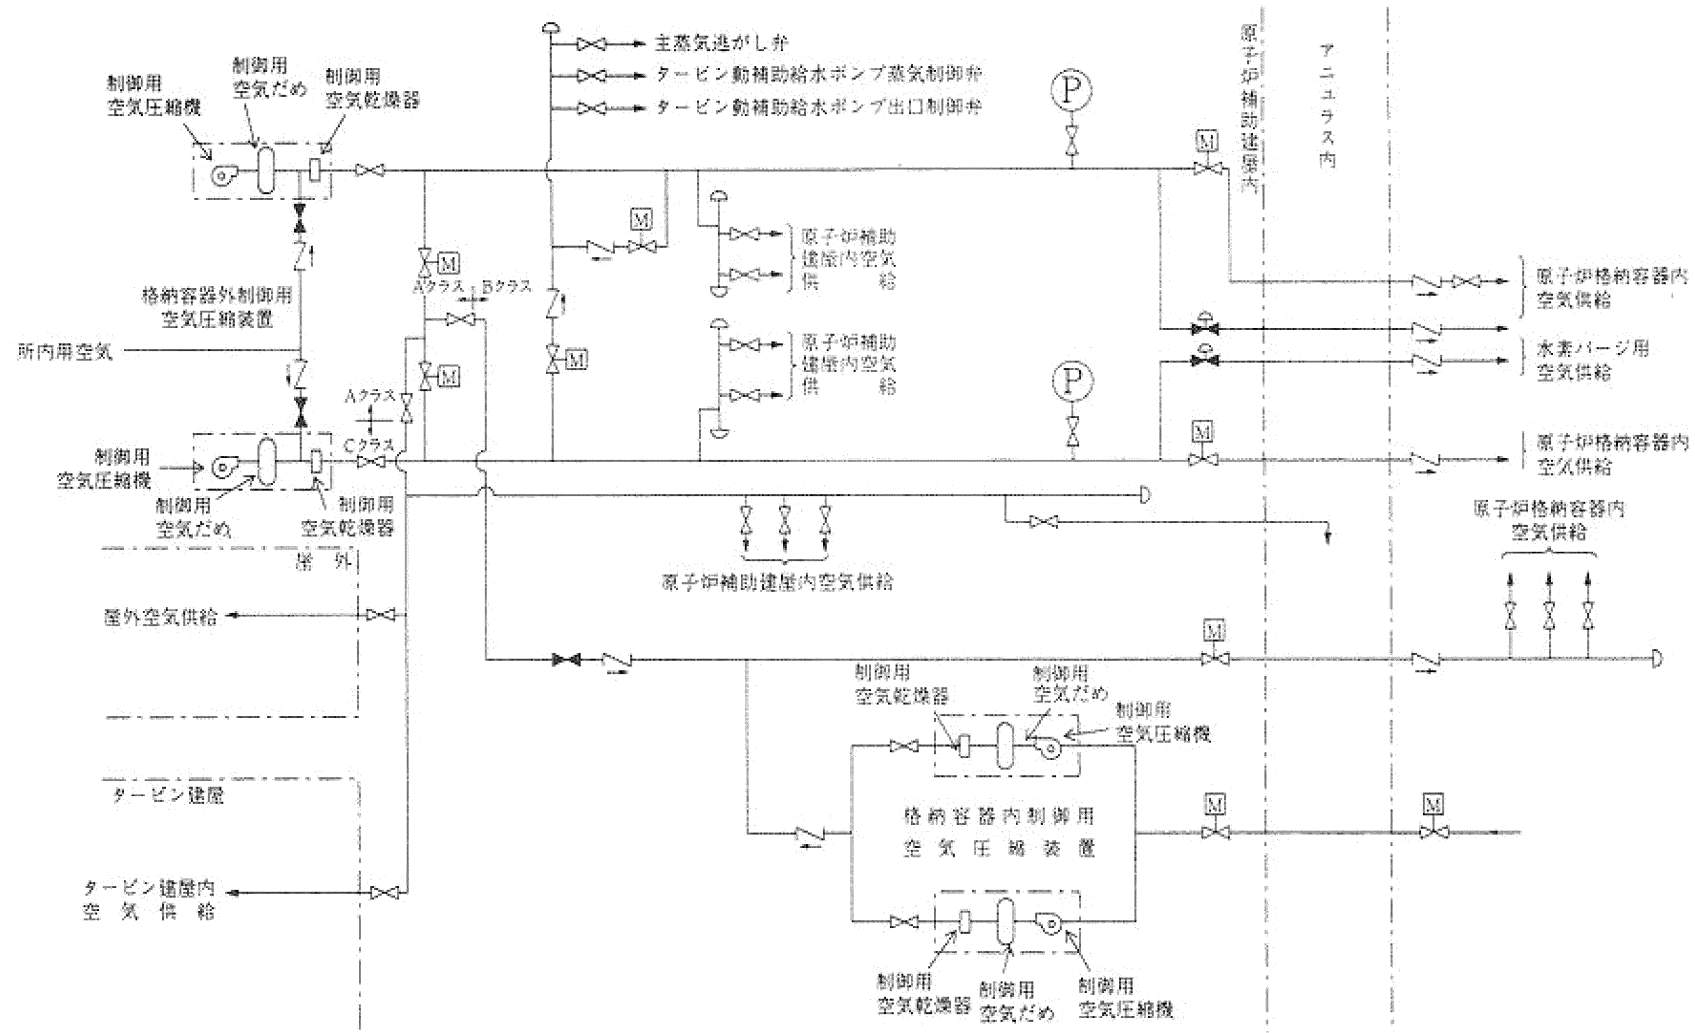 制御用
空気圧縮機
制御用
空気だめ
制御用
空気乾燥器
主蒸気逃がし弁
タービン動補助給水ポンプ蒸気制御弁
タービン動補助給水ポンプ出口制御弁
P
M
原子炉補助建屋内
アニュラス内
M
M
Aクラス
Bクラス
原子炉補助
建屋内空気
供給
原子炉格納容器内
空気供給
格納容器外制御用
空気圧縮装置
所内用空気
M
M
原子炉補助
建屋内空気
供給
水素パージ用
空気供給
P
Aクラス
Cクラス
M
原子炉格納容器内
空気供給
制御用
空気圧縮機
制御用
空気だめ
制御用
空気乾燥器
屋外
原子炉補助建屋内空気供給
原子炉格納容器内
空気供給
屋外空気供給
M
制御用
空気乾燥器
制御用
空気だめ
制御用
空気圧縮機
タービン建屋
格納容器内制御用
空気圧縮装置
M
M
タービン建屋内
空気供給
制御用
空気乾燥器
制御用
空気だめ
制御用
空気圧縮機